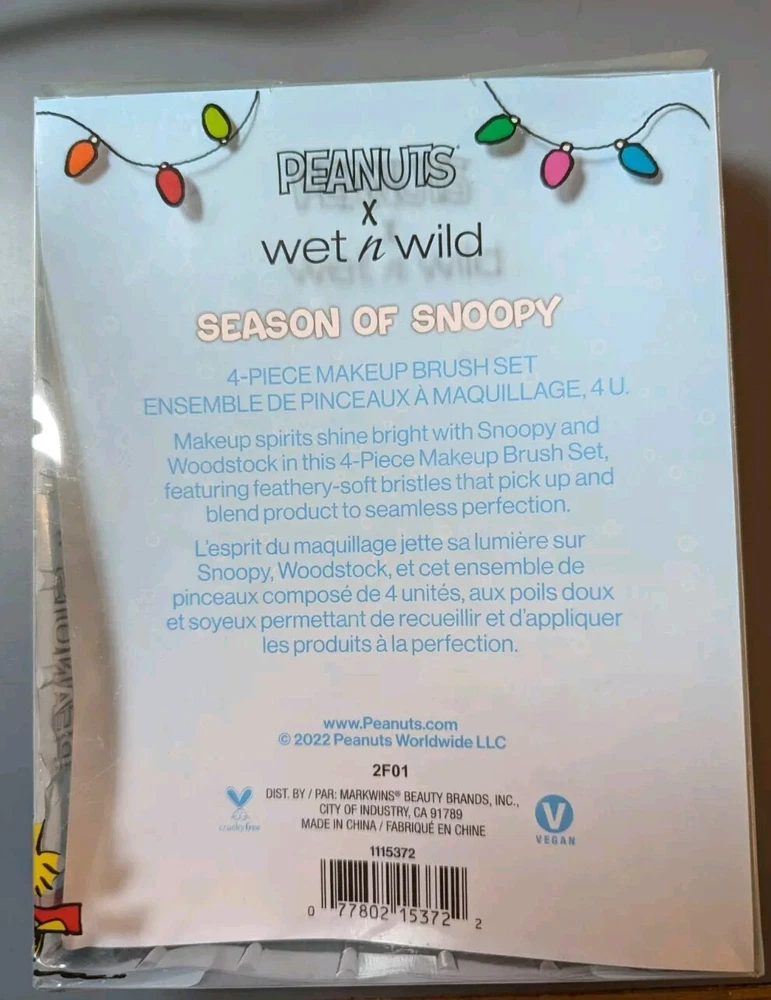 PEANUTS
X
wet n wild
SEASON OF SNOOPY
4-PIECE MAKEUP BRUSH SET
ENSEMBLE DE PINCEAUX À MAQUILLAGE, 4 U.
Makeup spirits shine bright with Snoopy and
Woodstock in this 4-Piece Makeup Brush Set,
featuring feathery-soft bristles that pick up and
blend product to seamless perfection.
L'esprit du maquillage jette sa lumière sur
Snoopy, Woodstock, et cet ensemble de
pinceaux composé de 4 unités, aux poils doux
et soyeux permettant de recueillir et d'appliquer
les produits à la perfection.
www.Peanuts.com
© 2022 Peanuts Worldwide LLC
2F01
DIST. BY / PAR: MARKWINS® BEAUTY BRANDS, INC.,
CITY OF INDUSTRY, CA 91789
MADE IN CHINA / FABRIQUÉ EN CHINE
crueltyfree
V
VEGAN
1115372
0 77802 15372 2